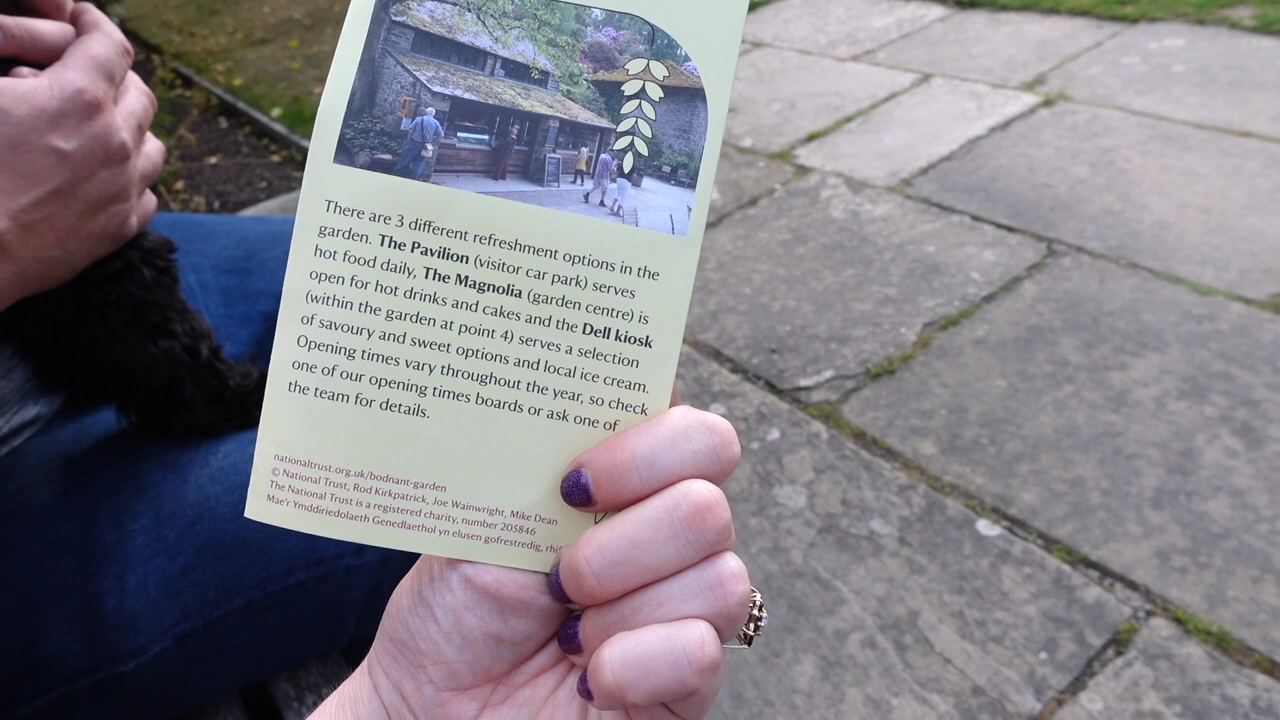 There are 3 different refreshment options in the
garden. The Pavilion (visitor car park) serves
hot food daily, The Magnolia (garden centre) is
open for hot drinks and cakes and the Dell kiosk
(within the garden at point 4) serves a selection
of savoury and sweet options and local ice cream.
Opening times vary throughout the year, so check
one of our opening times boards or ask one of
the team for details.
nationaltrust.org.uk/bodnant-garden
© National Trust, Rod Kirkpatrick, Joe Wainwright, Mike Dean
The National Trust is a registered charity, number 205846
Mae'r Ymddiriedolaeth Genedlaethol yn elusen gofrestredig,